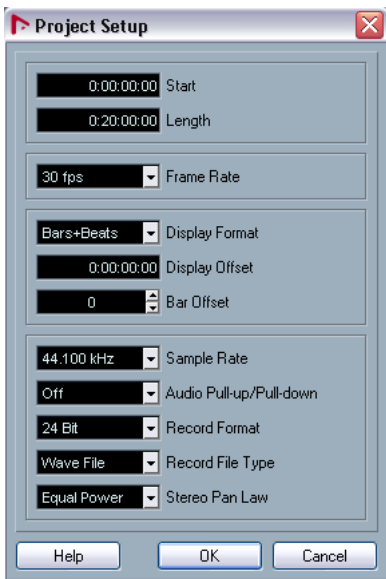 Project Setup
0:00:00:00 Start
0:20:00:00 Length
30 fps Frame Rate
Bars+Beats Display Format
0:00:00:00 Display Offset
0 Bar Offset
44.100 kHz Sample Rate
Off Audio Pull-up/Pull-down
24 Bit Record Format
Wave File Record File Type
Equal Power Stereo Pan Law
Help OK Cancel